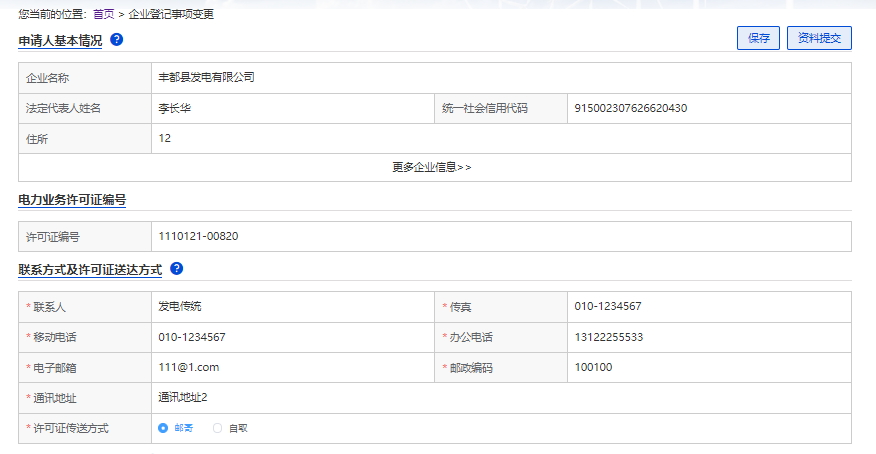 您当前的位置: 首页 > 企业登记事项变更
申请人基本情况 ? 保存 资料提交
企业名称 丰都县发电有限公司
法定代表人姓名 李长华 统一社会信用代码 915002307626620430
住所 12
更多企业信息>>
电力业务许可证编号
许可证编号 1110121-00820
联系方式及许可证送达方式 ?
* 联系人 发电传统 * 传真 010-1234567
* 移动电话 010-1234567 * 办公电话 13122255533
* 电子邮箱 111@1.com * 邮政编码 100100
* 通讯地址 通讯地址2
* 许可证传送方式 邮寄 自取